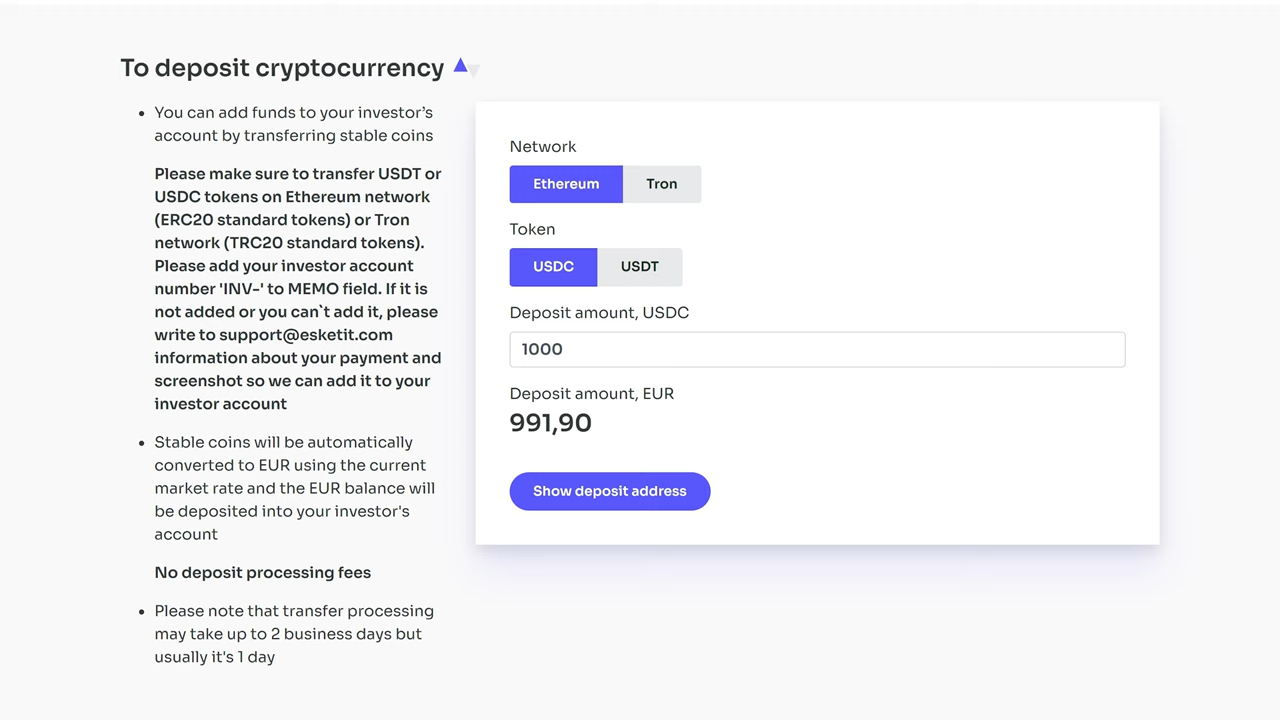 To deposit cryptocurrency
• You can add funds to your investor’s
account by transferring stable coins
Please make sure to transfer USDT or
USDC tokens on Ethereum network
(ERC20 standard tokens) or Tron
network (TRC20 standard tokens).
Please add your investor account
number 'INV-' to MEMO field. If it is
not added or you can`t add it, please
write to support@esketit.com
information about your payment and
screenshot so we can add it to your
investor account
• Stable coins will be automatically
converted to EUR using the current
market rate and the EUR balance will
be deposited into your investor's
account
No deposit processing fees
• Please note that transfer processing
may take up to 2 business days but
usually it's 1 day
Network
Ethereum Tron
Token
USDC USDT
Deposit amount, USDC
1000
Deposit amount, EUR
991,90
Show deposit address